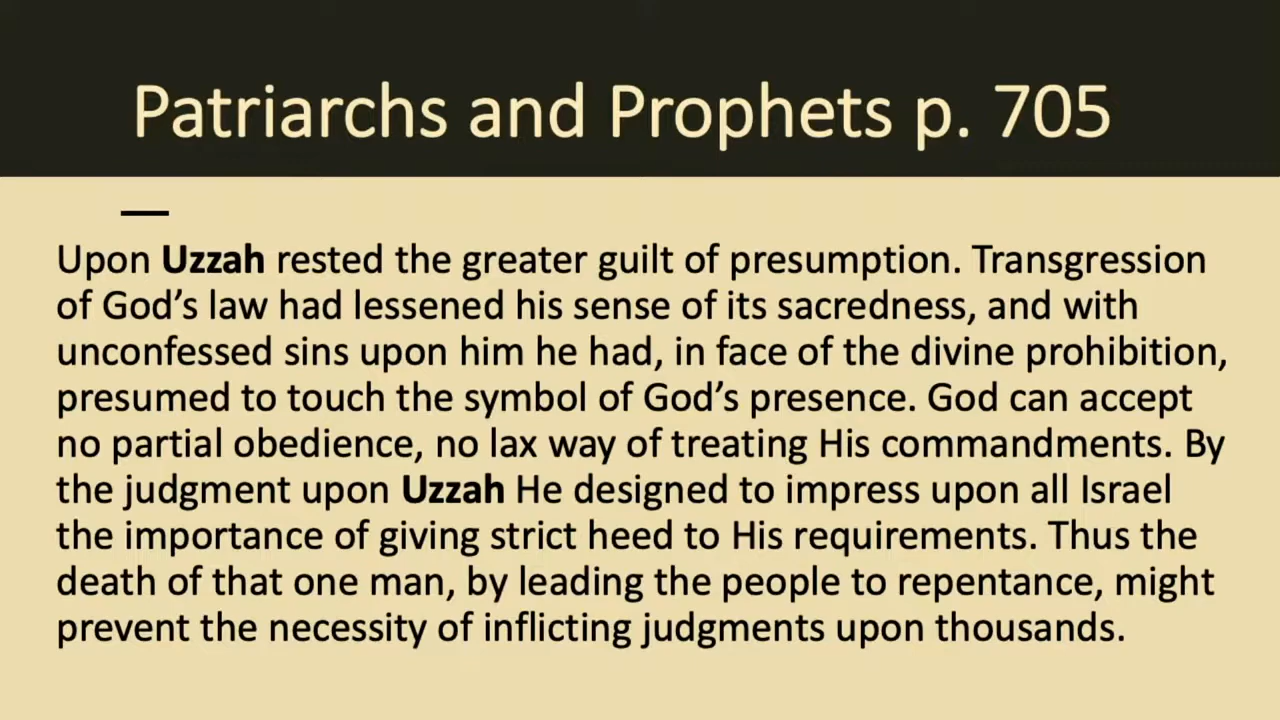 Patriarchs and Prophets p. 705
Upon Uzzah rested the greater guilt of presumption. Transgression
of God’s law had lessened his sense of its sacredness, and with
unconfessed sins upon him he had, in face of the divine prohibition,
presumed to touch the symbol of God’s presence. God can accept
no partial obedience, no lax way of treating His commandments. By
the judgment upon Uzzah He designed to impress upon all Israel
the importance of giving strict heed to His requirements. Thus the
death of that one man, by leading the people to repentance, might
prevent the necessity of inflicting judgments upon thousands.